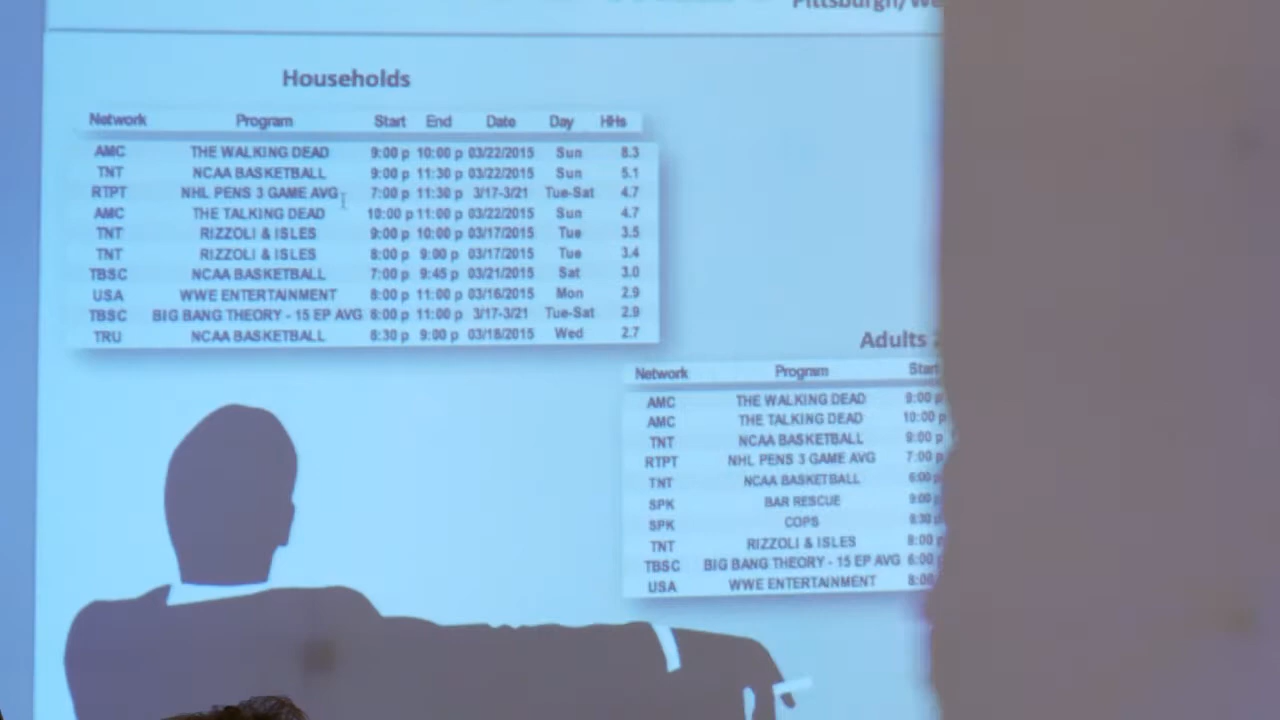 Pittsburgh/We
Households
Network Program Start End Date Day HHs
AMC THE WALKING DEAD 9:00 p 10:00 p 03/22/2015 Sun 8.3
TNT NCAA BASKETBALL 9:00 p 11:30 p 03/22/2015 Sun 5.1
RTPT NHL PENS 3 GAME AVG 7:00 p 11:30 p 3/17-3/21 Tue-Sat 4.7
AMC THE TALKING DEAD 10:00 p 11:00 p 03/22/2015 Sun 4.7
TNT RIZZOLI & ISLES 9:00 p 10:00 p 03/17/2015 Tue 3.5
TNT RIZZOLI & ISLES 8:00 p 9:00 p 03/17/2015 Tue 3.4
TBSC NCAA BASKETBALL 7:00 p 9:45 p 03/21/2015 Sat 3.0
USA WWE ENTERTAINMENT 8:00 p 11:00 p 03/16/2015 Mon 2.9
TBSC BIG BANG THEORY - 15 EP AVG 6:00 p 11:00 p 3/17-3/21 Tue-Sat 2.9
TRU NCAA BASKETBALL 6:30 p 9:00 p 03/18/2015 Wed 2.7
Adults
Network Program Start
AMC THE WALKING DEAD 9:00 p
AMC THE TALKING DEAD 10:00 p
TNT NCAA BASKETBALL 9:00 p
RTPT NHL PENS 3 GAME AVG 7:00 p
TNT NCAA BASKETBALL 6:00 p
SPK BAR RESCUE 9:00 p
SPK COPS 8:30 p
TNT RIZZOLI & ISLES 8:00 p
TBSC BIG BANG THEORY - 15 EP AVG 6:00 p
USA WWE ENTERTAINMENT 8:00